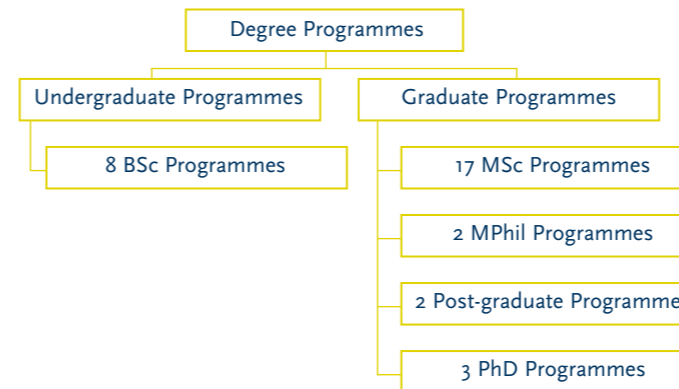 Degree Programmes
Undergraduate Programmes
Graduate Programmes
8 BSc Programmes
17 MSc Programmes
2 MPhil Programmes
2 Post-graduate Programme
3 PhD Programmes